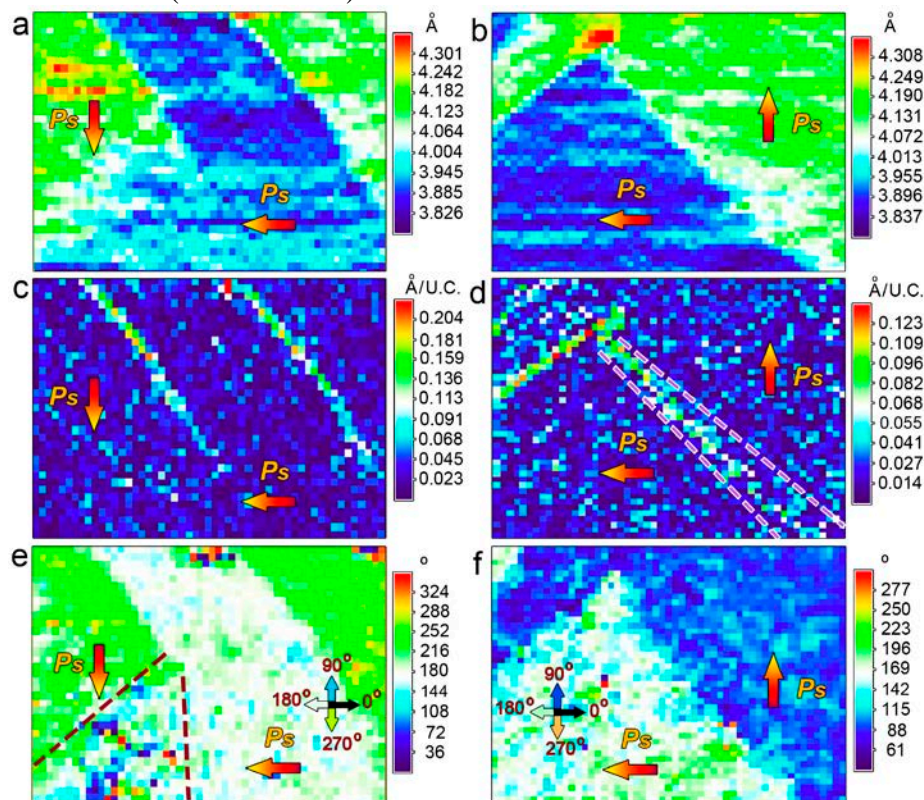 a
Å
4.301
4.242
4.182
4.123
4.064
4.004
3.945
3.885
3.826
Ps
Ps
b
Å
4.308
4.249
4.190
4.131
4.072
4.013
3.955
3.896
3.837
Ps
Ps
c
Å/U.C.
0.204
0.181
0.159
0.136
0.113
0.091
0.068
0.045
0.023
Ps
Ps
d
Å/U.C.
0.123
0.109
0.096
0.082
0.068
0.055
0.041
0.027
0.014
Ps
Ps
e
o
324
288
252
216
180
144
108
72
36
Ps
90°
180°
0°
270°
Ps
f
o
277
250
223
196
169
142
115
88
61
Ps
90°
180°
0°
270°
Ps